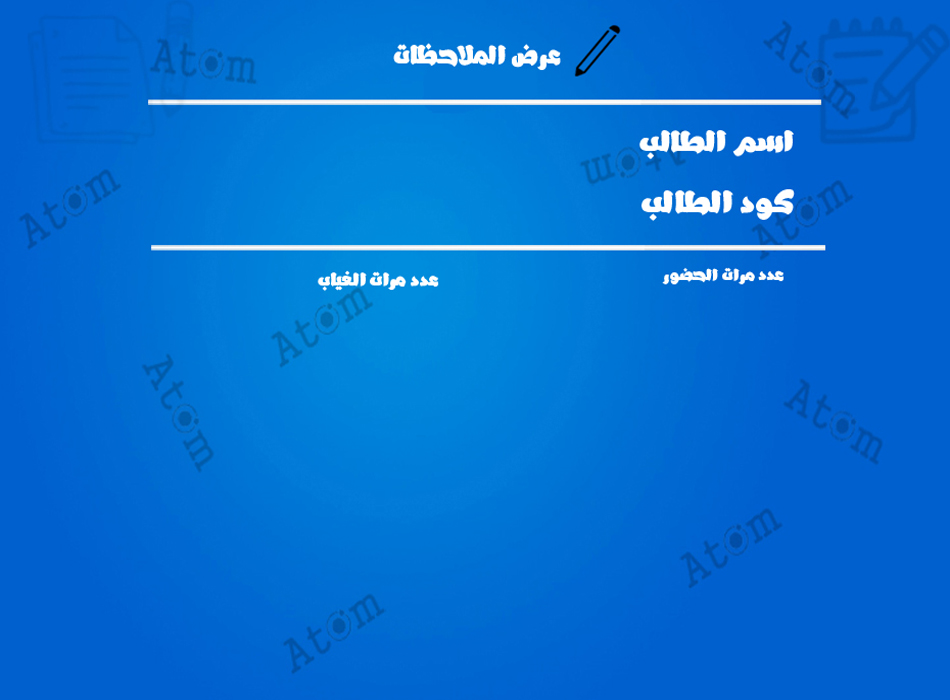 عرض الملاحظات
اسم الطالب
كود الطالب
عدد مرات الحضور
عدد مرات الغياب
Atom
Atom
Atom
Atom
Atom
Atom
Atom
Atom
Atom
Atom